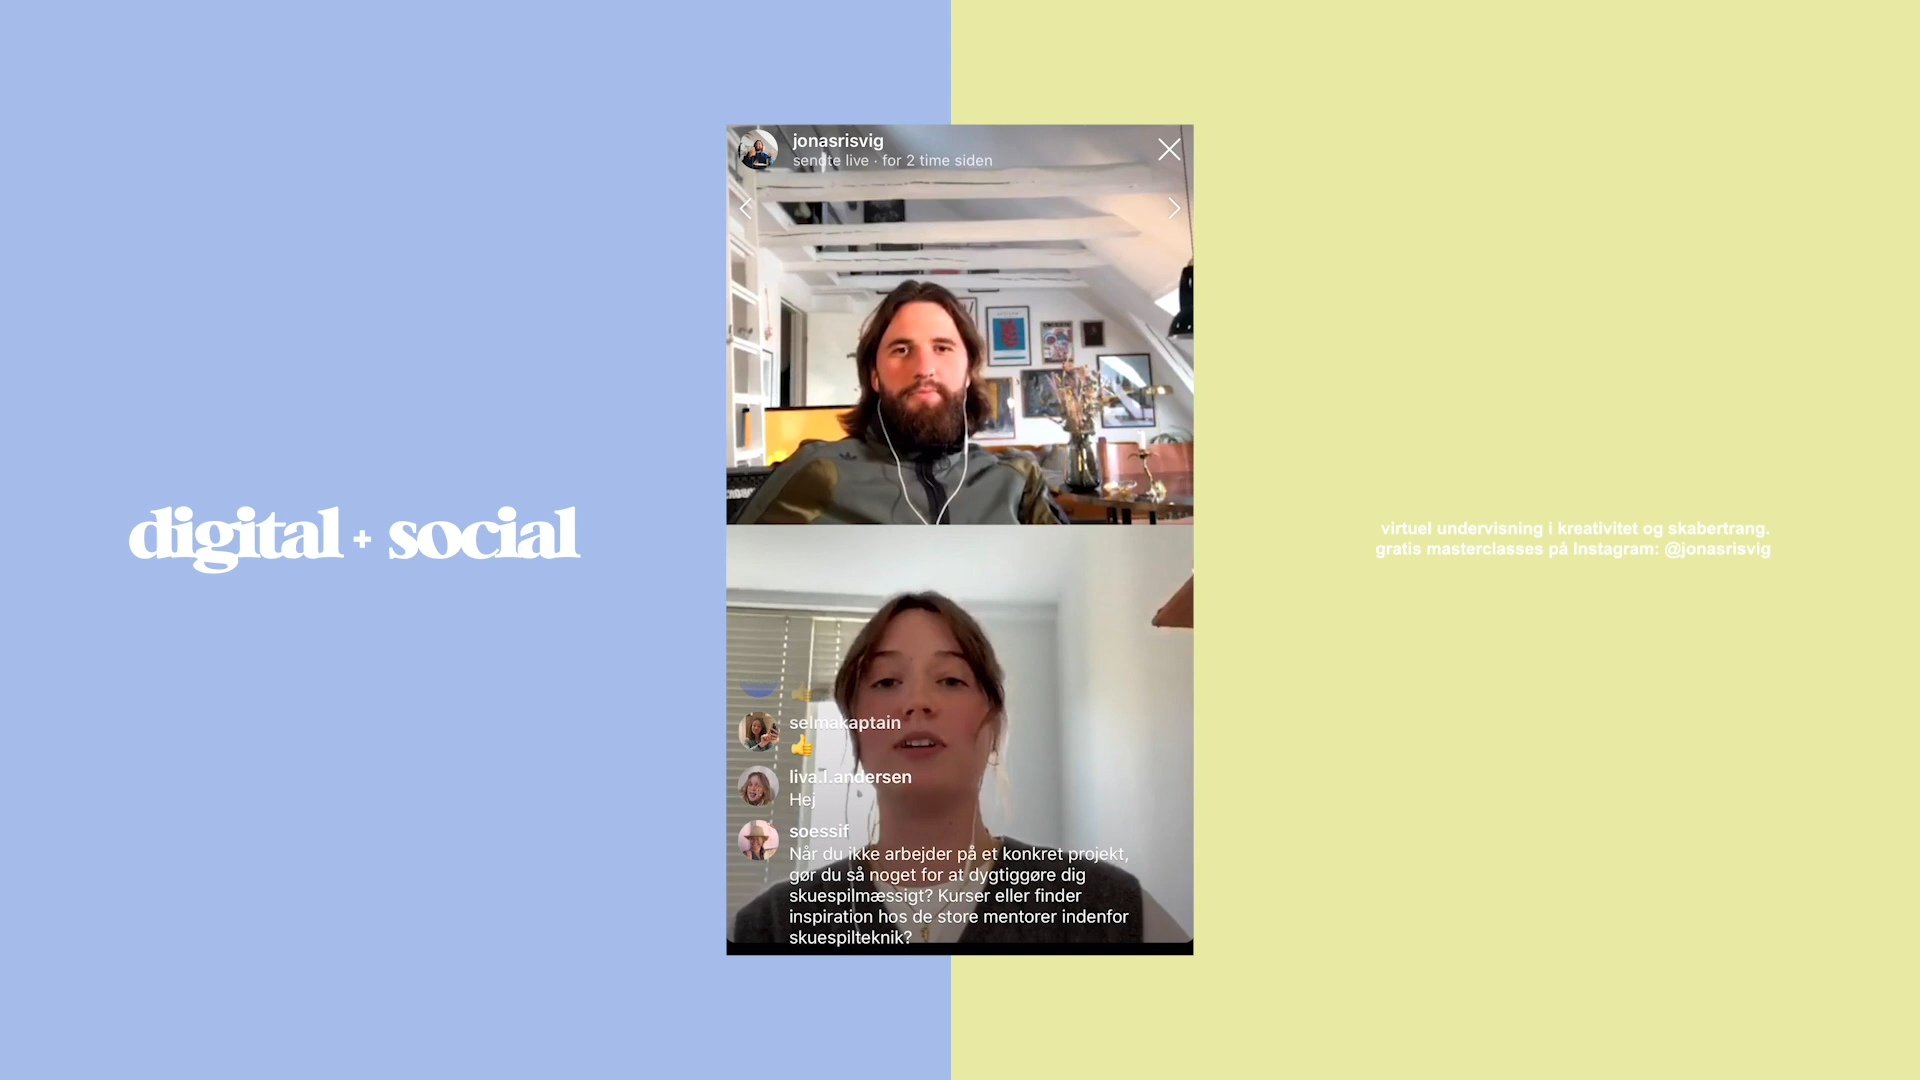 digital + social
jonasrisvig
sendte live · for 2 time siden
selmakaptain
👍
liva.l.andersen
Hej
soessif
Når du ikke arbejder på et konkret projekt,
gør du så noget for at dygtiggøre dig
skuespilmæssigt? Kurser eller finder
inspiration hos de store mentorer indenfor
skuespilteknik?
virtuel undervisning i kreativitet og skabertrang.
gratis masterclasses på Instagram: @jonasrisvig